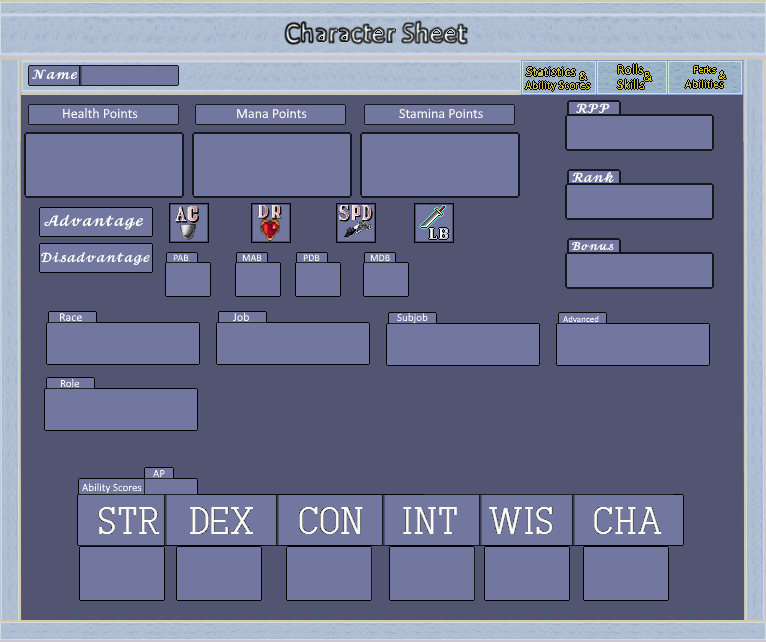 Character Sheet
Name
Statistics & Ability Scores
Rolls & Skills
Perks & Abilities
Health Points
Mana Points
Stamina Points
RPP
Rank
Bonus
Advantage
AC
DR
SPD
LB
Disadvantage
PAB
MAB
PDB
MDB
Race
Job
Subjob
Advanced
Role
AP
Ability Scores
STR
DEX
CON
INT
WIS
CHA